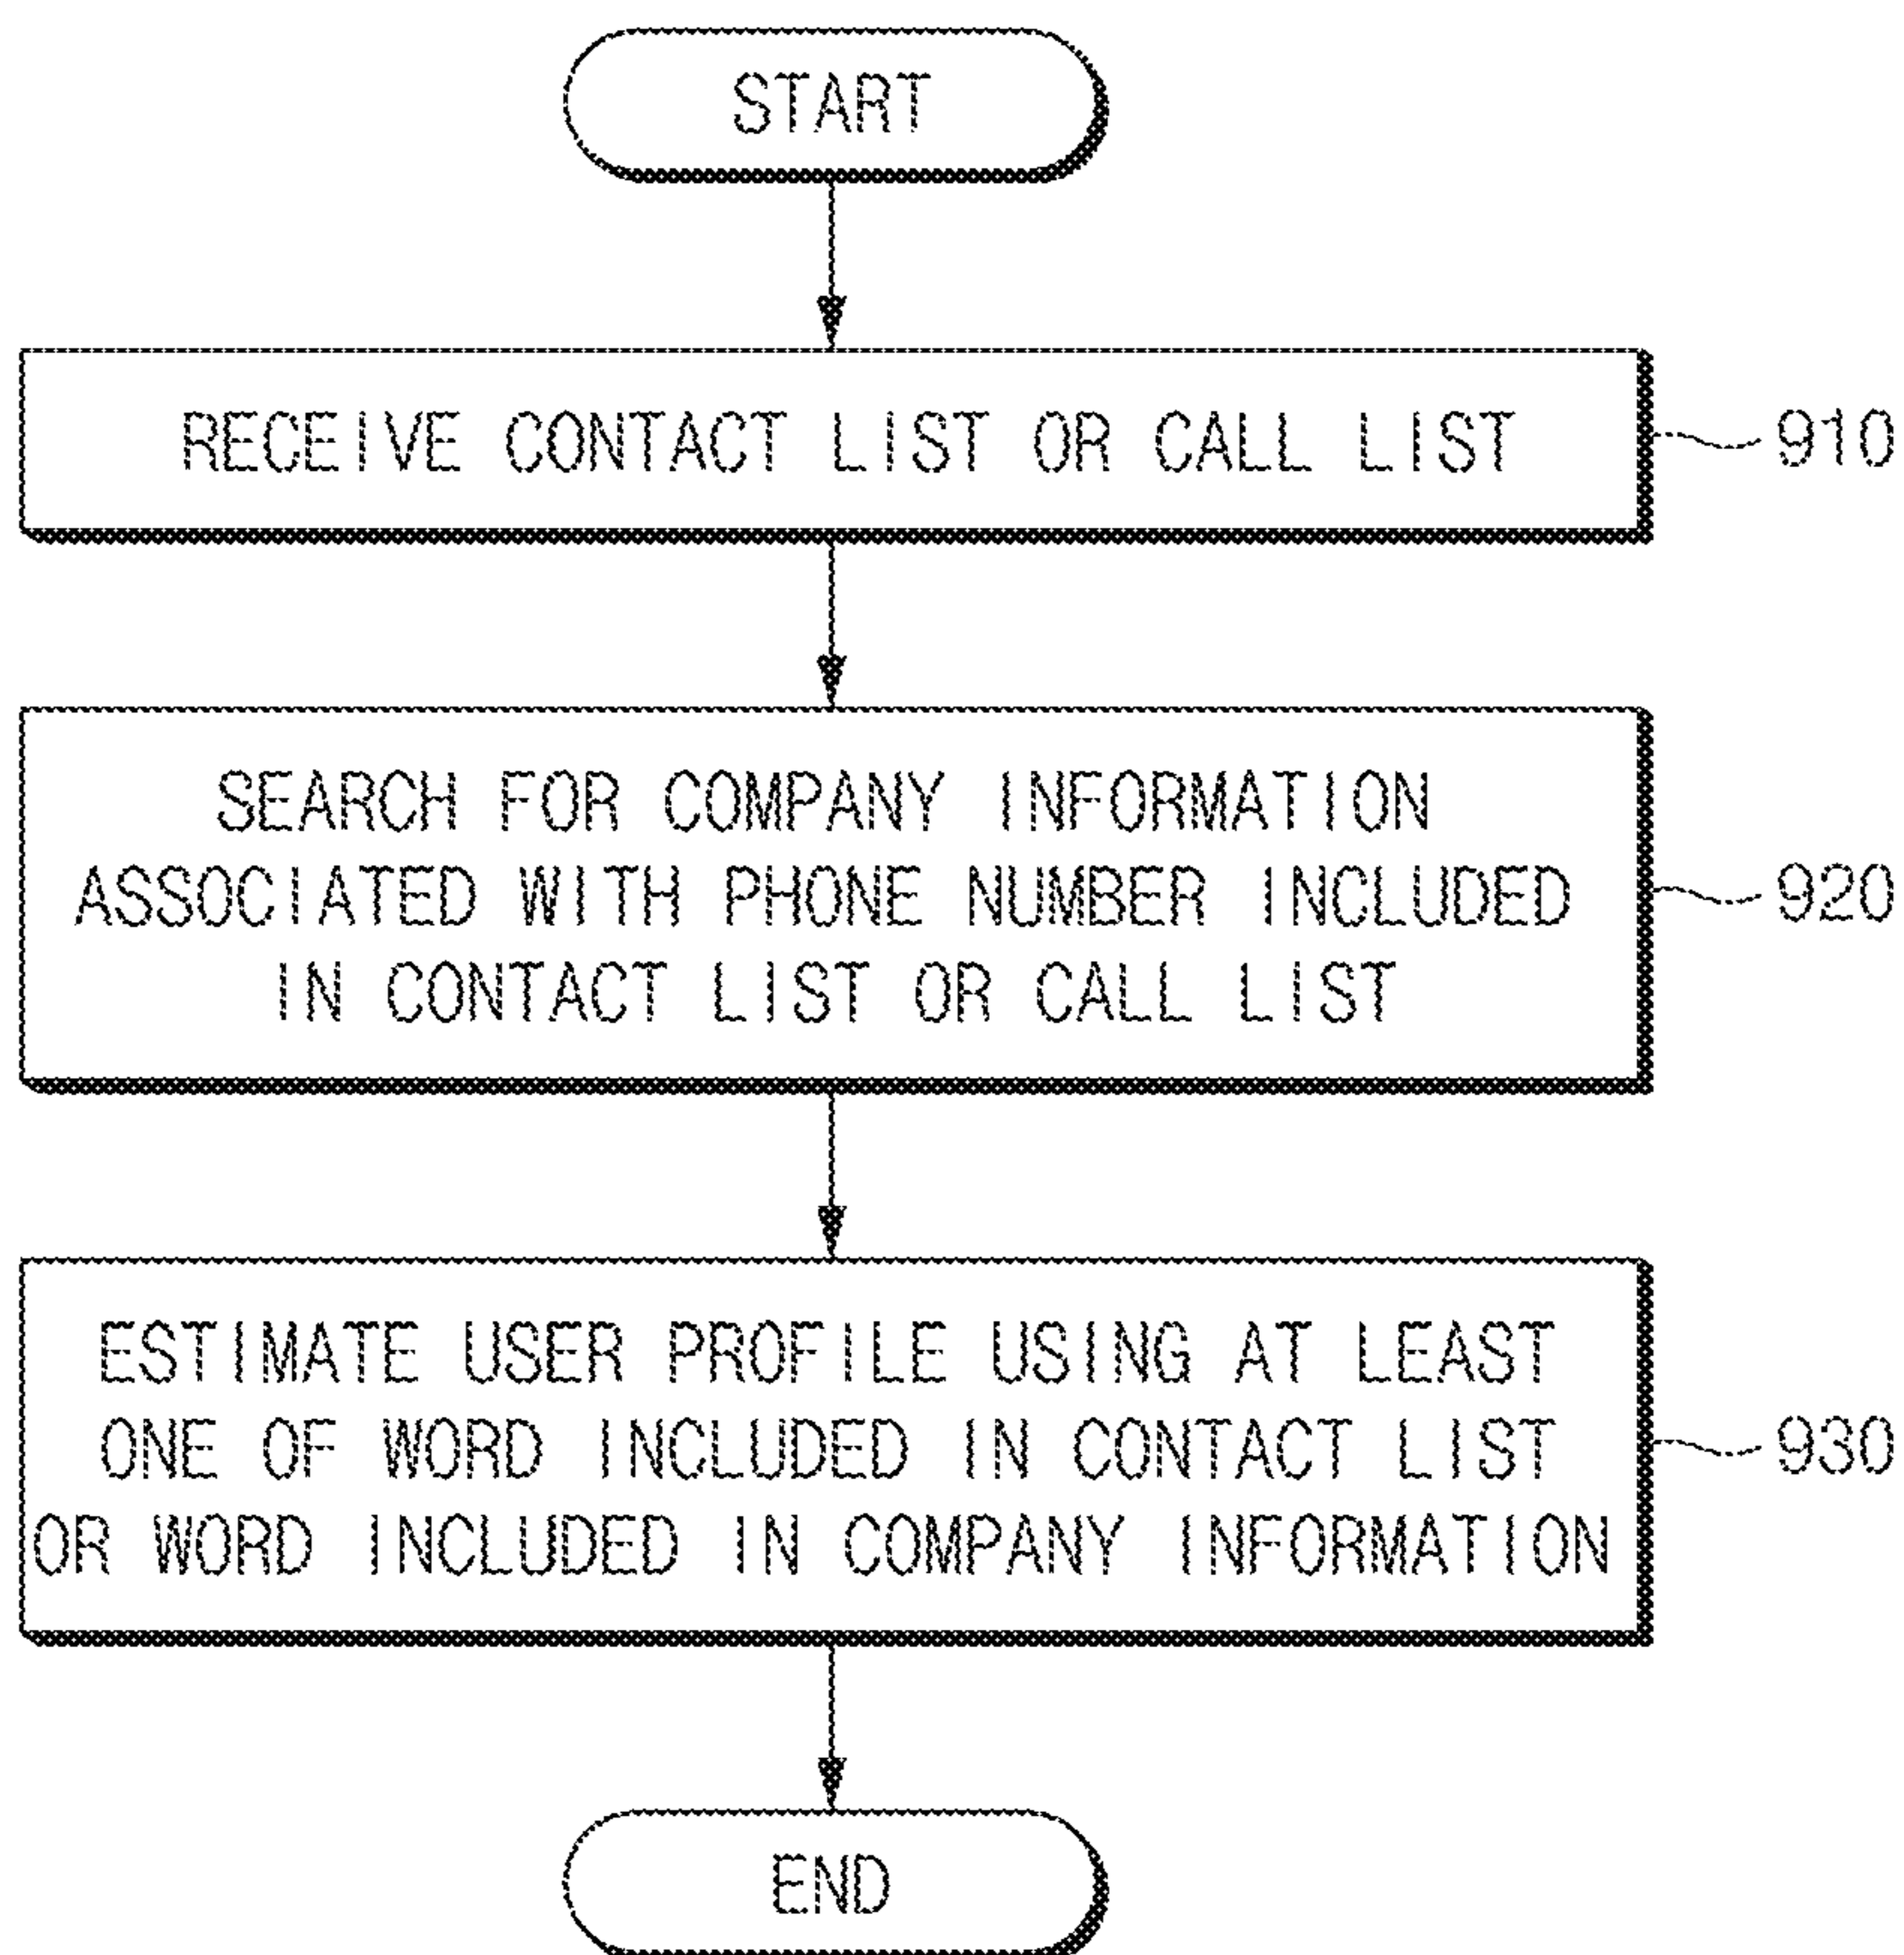 START
RECEIVE CONTACT LIST OR CALL LIST
910
SEARCH FOR COMPANY INFORMATION
ASSOCIATED WITH PHONE NUMBER INCLUDED
IN CONTACT LIST OR CALL LIST
920
ESTIMATE USER PROFILE USING AT LEAST
ONE OF WORD INCLUDED IN CONTACT LIST
OR WORD INCLUDED IN COMPANY INFORMATION
930
END